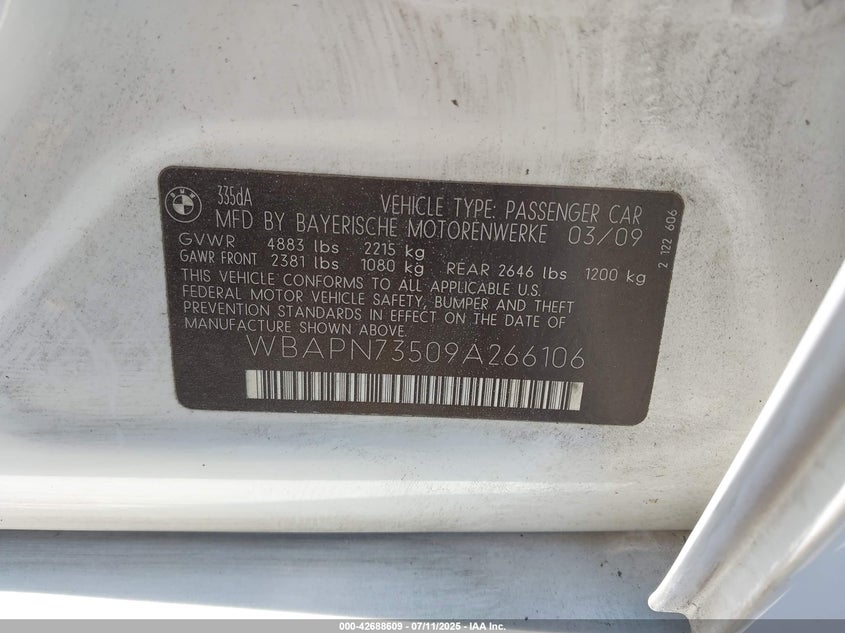 BMW
335dA
VEHICLE TYPE: PASSENGER CAR
MFD BY BAYERISCHE MOTORENWERKE 03/09
GVWR 4883 lbs 2215 kg
GAWR FRONT 2381 lbs 1080 kg REAR 2646 lbs 1200 kg
THIS VEHICLE CONFORMS TO ALL APPLICABLE U.S.
FEDERAL MOTOR VEHICLE SAFETY, BUMPER AND THEFT
PREVENTION STANDARDS IN EFFECT ON THE DATE OF
MANUFACTURE SHOWN ABOVE
WBAPN73509A266106
2 122 606
000-42688609 - 07/11/2025 - IAA Inc.